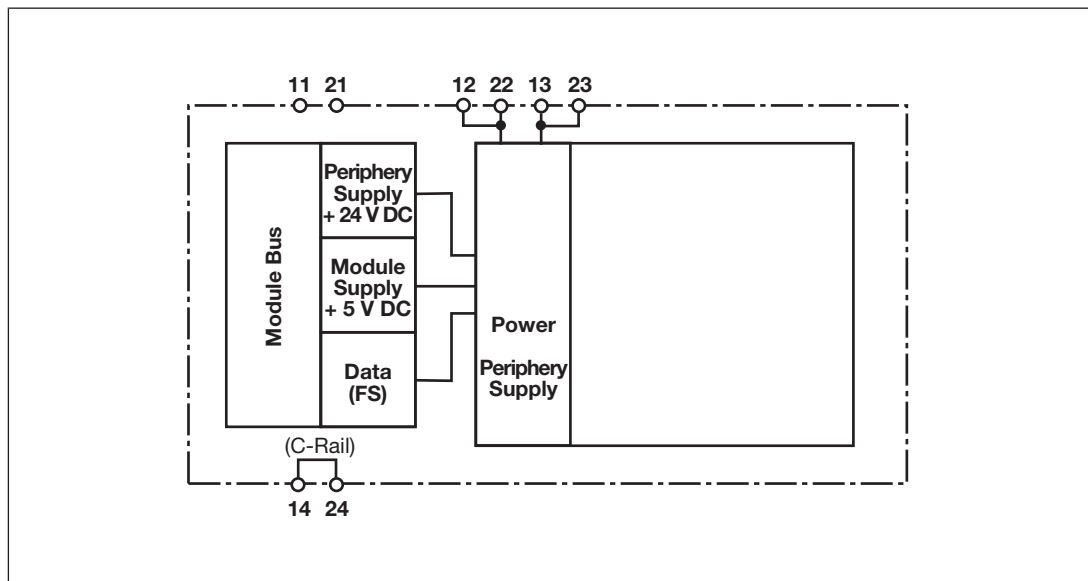 11 21 12 22 13 23
Periphery
Supply
+ 24 V DC
Module Bus
Module
Supply
+ 5 V DC
Data
(FS)
Power
Periphery
Supply
(C-Rail)
14 24